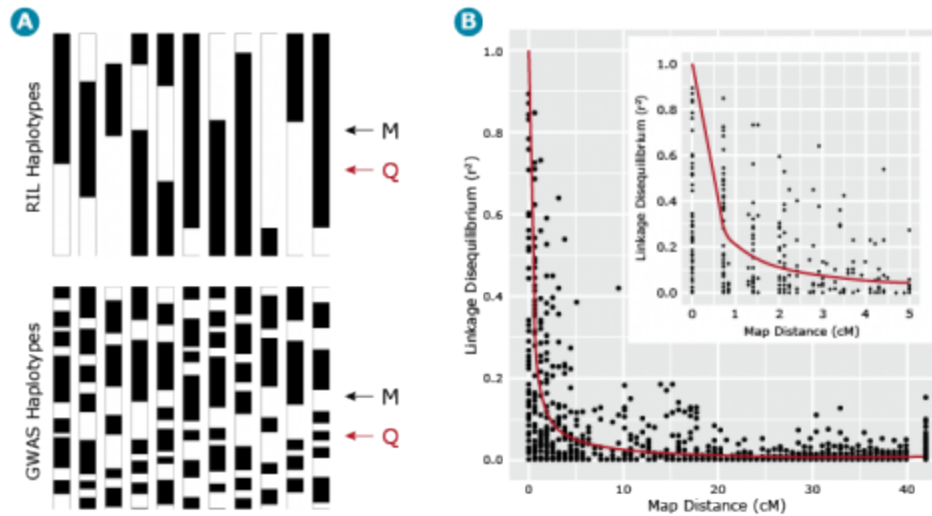 A
RIL Haplotypes
M
Q
GWAS Haplotypes
M
Q
B
Linkage Disequilibrium (r²)
1.0
0.8
0.6
0.4
0.2
0.0
0 10 20 30 40
Map Distance (cM)
Linkage Disequilibrium (r²)
1.0
0.8
0.6
0.4
0.2
0.0
0 1 2 3 4 5
Map Distance (cM)